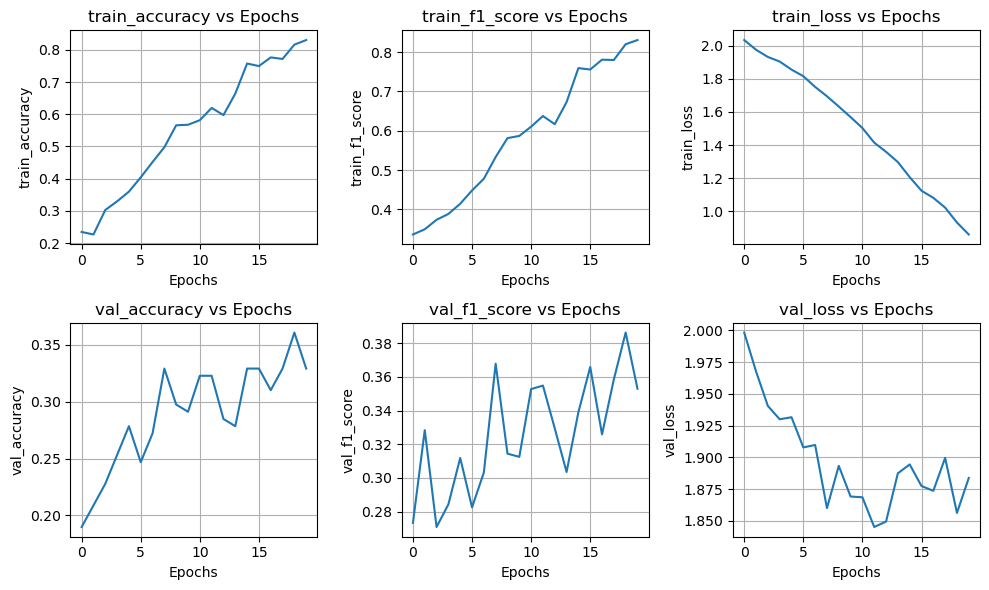 train_accuracy vs Epochs
train_accuracy
0.8
0.7
0.6
0.5
0.4
0.3
0.2
0 5 10 15
Epochs
train_f1_score vs Epochs
train_f1_score
0.8
0.7
0.6
0.5
0.4
0 5 10 15
Epochs
train_loss vs Epochs
train_loss
2.0
1.8
1.6
1.4
1.2
1.0
0 5 10 15
Epochs
val_accuracy vs Epochs
val_accuracy
0.35
0.30
0.25
0.20
0 5 10 15
Epochs
val_f1_score vs Epochs
val_f1_score
0.38
0.36
0.34
0.32
0.30
0.28
0 5 10 15
Epochs
val_loss vs Epochs
val_loss
2.000
1.975
1.950
1.925
1.900
1.875
1.850
0 5 10 15
Epochs